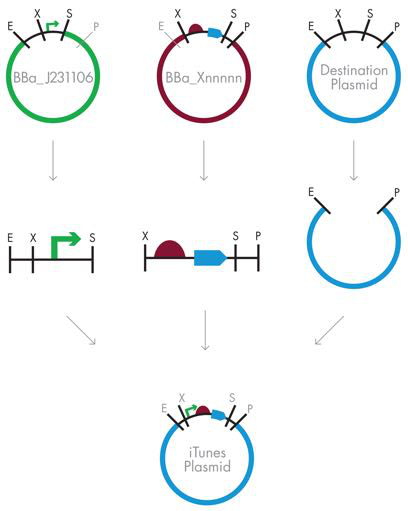 E X S P
BBa_J231106
E X S P
BBa_Xnnnnn
E X S P
Destination
Plasmid
E X S
X S P
E P
E X S P
iTunes
Plasmid